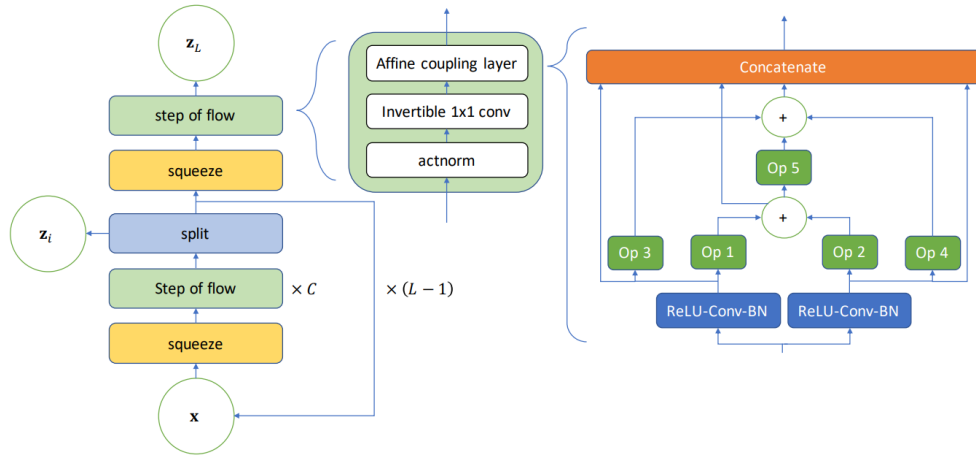 z_L
step of flow
squeeze
z_i
split
Step of flow
× C
× (L − 1)
squeeze
x
Affine coupling layer
Invertible 1x1 conv
actnorm
Concatenate
+
Op 5
+
Op 3
Op 1
Op 2
Op 4
ReLU-Conv-BN
ReLU-Conv-BN